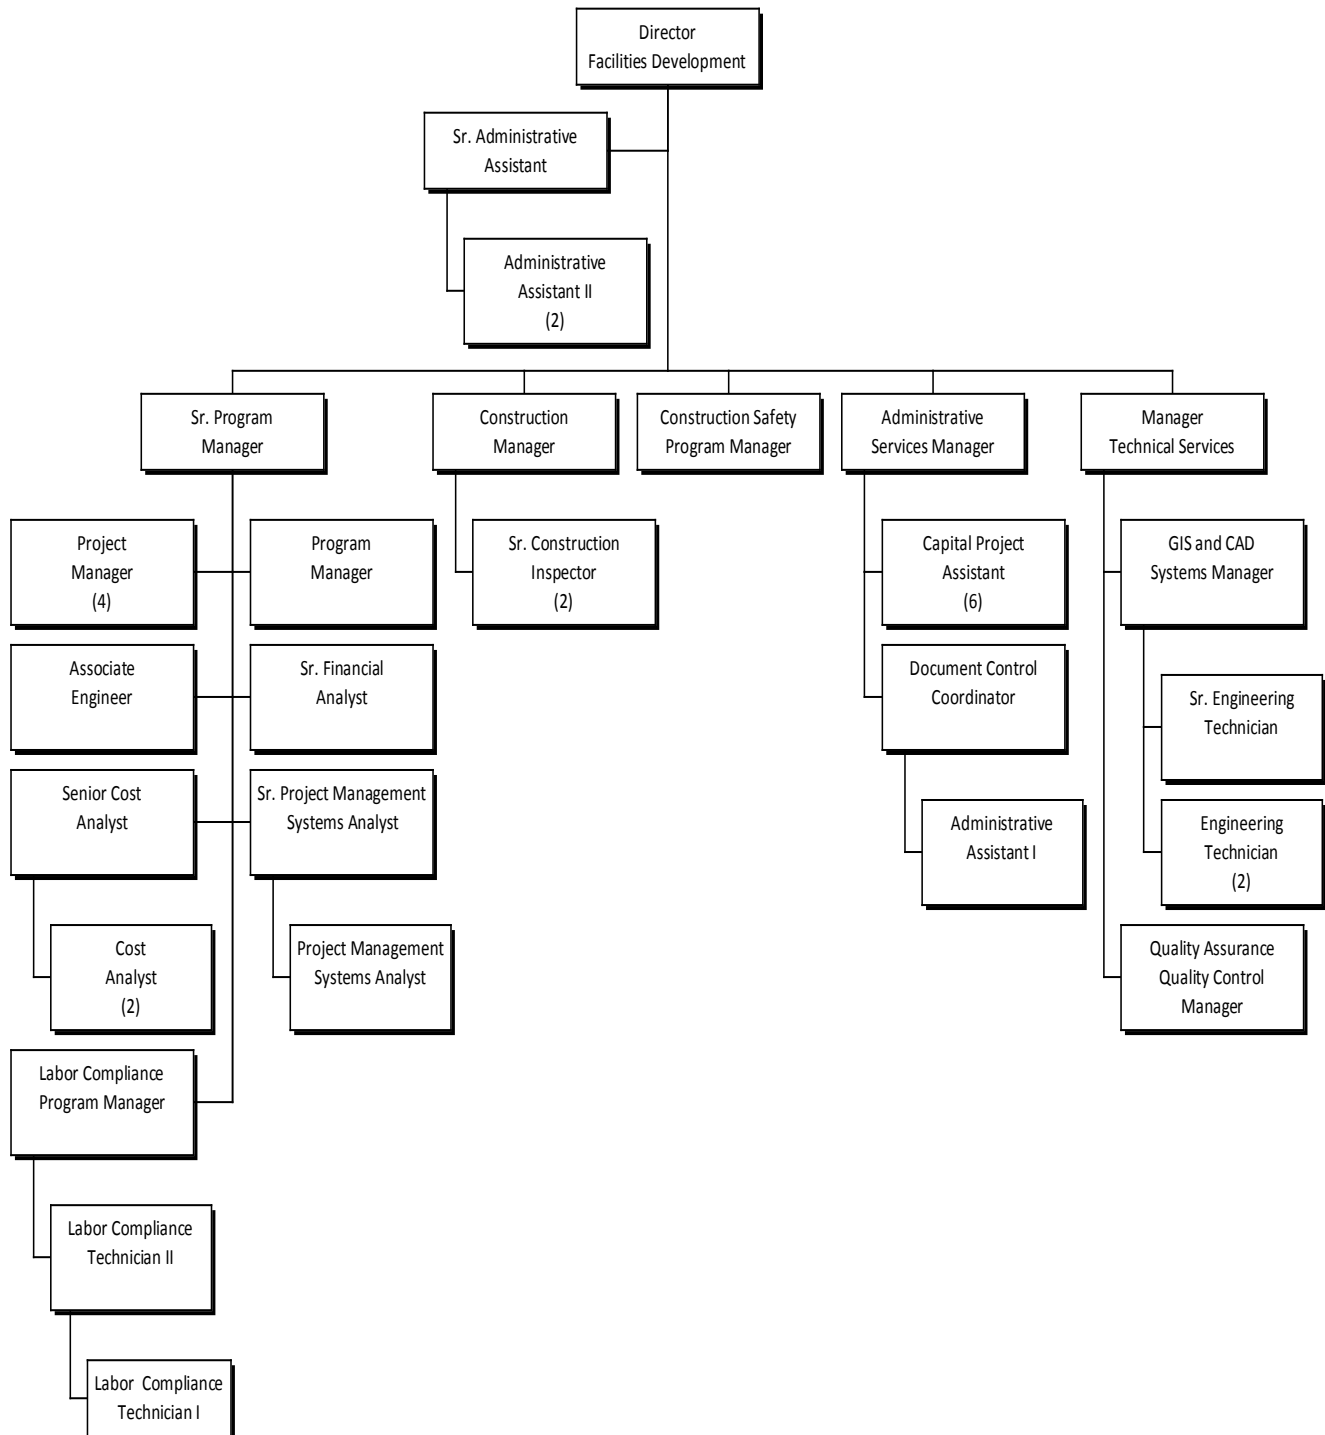 Director
Facilities Development
Sr. Administrative
Assistant
Administrative
Assistant II
(2)
Sr. Program
Manager
Construction
Manager
Construction Safety
Program Manager
Administrative
Services Manager
Manager
Technical Services
Project
Manager
(4)
Program
Manager
Sr. Construction
Inspector
(2)
Capital Project
Assistant
(6)
GIS and CAD
Systems Manager
Associate
Engineer
Sr. Financial
Analyst
Document Control
Coordinator
Sr. Engineering
Technician
Senior Cost
Analyst
Sr. Project Management
Systems Analyst
Administrative
Assistant I
Engineering
Technician
(2)
Cost
Analyst
(2)
Project Management
Systems Analyst
Quality Assurance
Quality Control
Manager
Labor Compliance
Program Manager
Labor Compliance
Technician II
Labor Compliance
Technician I